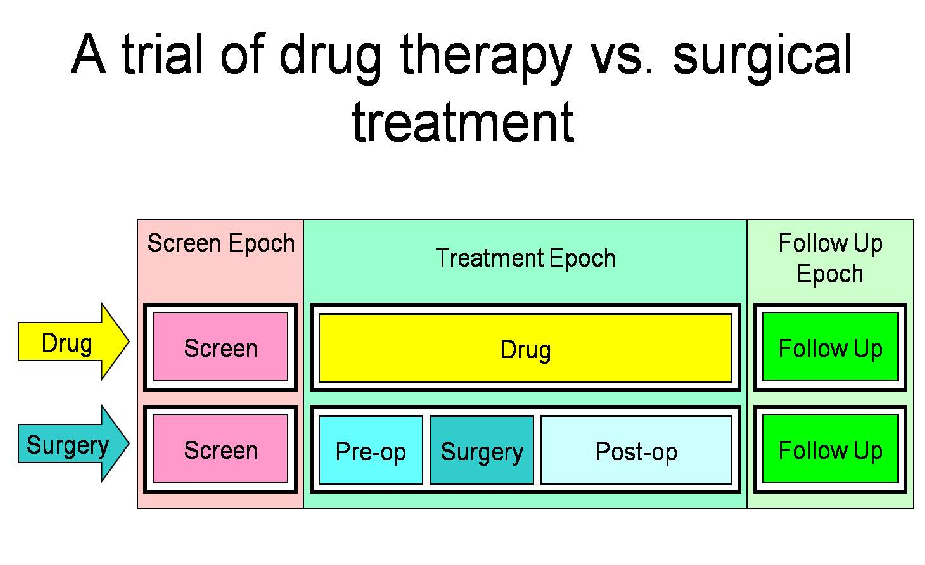 A trial of drug therapy vs. surgical
treatment
Screen Epoch
Treatment Epoch
Follow Up
Epoch
Drug
Screen
Drug
Follow Up
Surgery
Screen
Pre-op
Surgery
Post-op
Follow Up